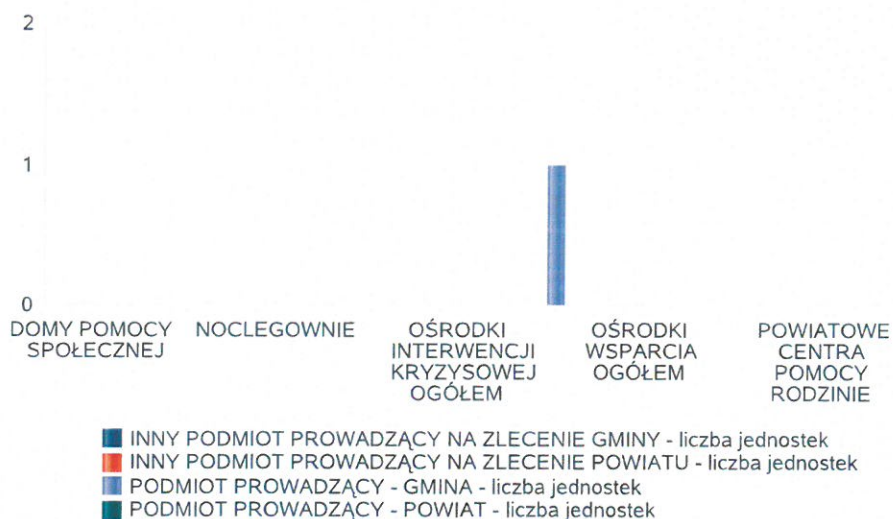 2
1
0
DOMY POMOCY SPOŁECZNEJ
NOCLEGOWNIE
OŚRODKI INTERWENCJI KRYZYSOWEJ OGÓŁEM
OŚRODKI WSPARCIA OGÓŁEM
POWIATOWE CENTRA POMOCY RODZINIE
INNY PODMIOT PROWADZĄCY NA ZLECENIE GMINY - liczba jednostek
INNY PODMIOT PROWADZĄCY NA ZLECENIE POWIATU - liczba jednostek
PODMIOT PROWADZĄCY - GMINA - liczba jednostek
PODMIOT PROWADZĄCY - POWIAT - liczba jednostek